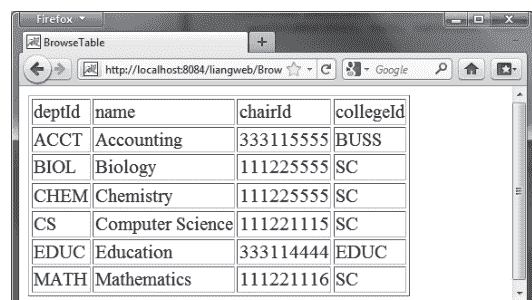 Firefox
BrowseTable
http://localhost:8084/liangweb/Brow
Google
deptId name chairId collegeId
ACCT Accounting 333115555 BUSS
BIOL Biology 111225555 SC
CHEM Chemistry 111225555 SC
CS Computer Science 111221115 SC
EDUC Education 333114444 EDUC
MATH Mathematics 111221116 SC